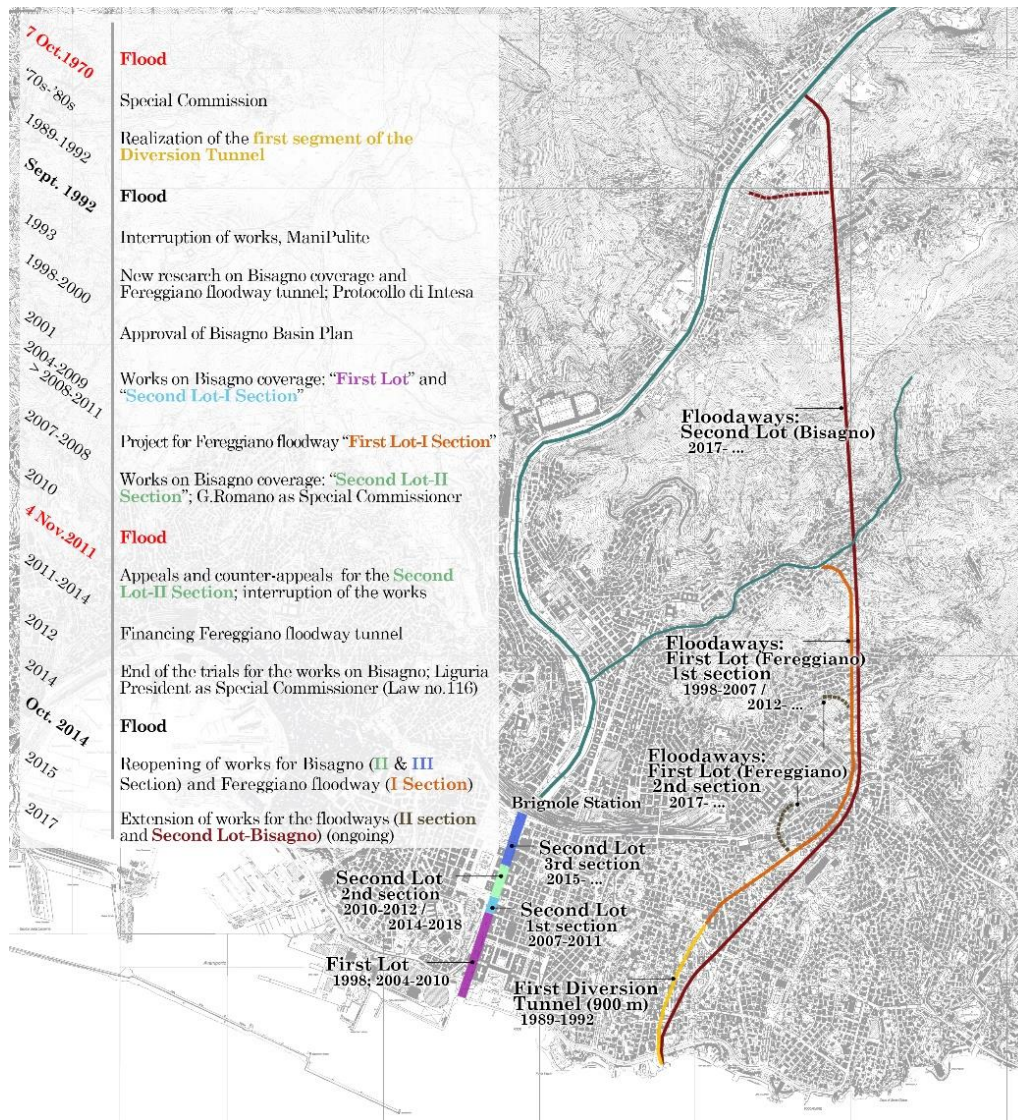 7 Oct.1970
Flood
'70s-'80s
Special Commission
1989-1992
Realization of the first segment of the
Diversion Tunnel
Sept. 1992
Flood
1993
Interruption of works, ManiPulite
1998-2000
New research on Bisagno coverage and
Fereggiano floodway tunnel; Protocollo di Intesa
2001
Approval of Bisagno Basin Plan
2004-2009
> 2008-2011
Works on Bisagno coverage: “First Lot” and
“Second Lot-I Section”
2007-2008
Project for Fereggiano floodway “First Lot-I Section”
2010
Works on Bisagno coverage: “Second Lot-II
Section”; G.Romano as Special Commissioner
4 Nov.2011
Flood
2011-2014
Appeals and counter-appeals for the Second
Lot-II Section; interruption of the works
2012
Financing Fereggiano floodway tunnel
2014
End of the trials for the works on Bisagno; Liguria
President as Special Commissioner (Law no.116)
Oct. 2014
Flood
2015
Reopening of works for Bisagno (II & III
Section) and Fereggiano floodway (I Section)
2017
Extension of works for the floodways (II section
and Second Lot-Bisagno) (ongoing)
Floodaways:
Second Lot (Bisagno)
2017- ...
Floodaways:
First Lot (Fereggiano)
1st section
1998-2007 /
2012- ...
Floodaways:
First Lot (Fereggiano)
2nd section
2017- ...
Brignole Station
Second Lot
3rd section
2015- ...
Second Lot
2nd section
2010-2012 /
2014-2018
Second Lot
1st section
2007-2011
First Lot
1998; 2004-2010
First Diversion
Tunnel (900 m)
1989-1992